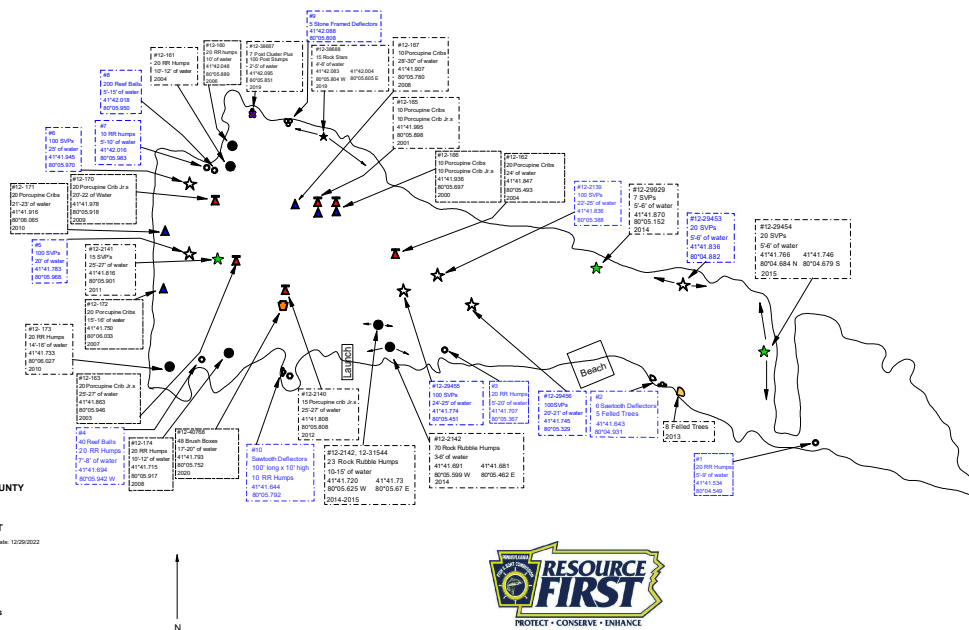 #9
5 Stone Framed Deflectors
41°42.088
80°05.808
#12-161
20 RR Humps
10'-12' of water
2004
#12-160
20 RR humps
10' of water
41°42.048
80°05.889
2006
#12-38687
7 Post Cluster Plus
100 Post Stumps
2'-5' of water
41°42.095
80°05.851
2019
#12-38688
15 Rock Stars
4'-6' of water
41°42.083 41°42.004
80°05.804 W 80°05.605 E
2019
#12-167
10 Porcupine Cribs
28'-30' of water
41°41.907
80°05.780
2008
#8
200 Reef Balls
5'-15' of water
41°42.018
80°05.950
#12-165
10 Porcupine Cribs
10 Porcupine Crib Jr.s
41°41.995
80°05.898
2001
#7
10 RR humps
5'-10' of water
41°42.016
80°05.983
#6
100 SVPs
25' of water
41°41.945
80°05.970
#12-166
10 Porcupine Cribs
10 Porcupine Crib Jr.s
41°41.936
80°05.697
2000
#12-162
20 Porcupine Cribs
24' of water
41°41.847
80°05.493
2004
#12- 171
20 Porcupine Cribs
21'-23' of water
41°41.916
80°06.065
2010
#12-170
20 Porcupine Crib Jr.s
20'-22 of Water
41°41.978
80°05.918
2009
#12-2139
100 SVPs
22'-25' of water
41°41.836
80°05.388
#12-29929
7 SVPs
5'-6' of water
41°41.870
80°05.152
2014
#12-29453
20 SVPs
5'-6' of water
41°41.836
80°04.882
#12-29454
20 SVPs
5'-6' of water
41°41.766 41°41.746
80°04.684 N 80°04.679 S
2015
#5
100 SVPs
20' of water
41°41.783
80°05.968
#12-2141
15 SVP's
25'-27' of water
41°41.816
80°05.901
2011
#12-172
20 Porcupine Cribs
15'-16' of water
41°41.750
80°06.033
2007
#12- 173
20 RR Humps
14'-16' of water
41°41.733
80°06.027
2010
Launch
Beach
#12-163
20 Porcupine Crib Jr.s
25'-27' of water
41°41.863
80°05.946
2003
#12-2140
15 Porcupine crib Jr.s
25'-27' of water
41°41.808
80°05.808
2012
#12-29455
100 SVPs
24'-25' of water
41°41.774
80°05.451
#3
20 RR Humps
5'-20' of water
41°41.707
80°05.367
#12-29456
100SVPs
20'-21' of water
41°41.745
80°05.329
#2
6 Sawtooth Deflectors
5 Felled Trees
41°41.643
80°04.931
8 Felled Trees
2013
#4
40 Reef Balls
20 RR Humps
7'-8' of water
41°41.694
80°05.942 W
#12-174
20 RR Humps
10'-12' of water
41°41.715
80°05.917
2008
#12-40768
48 Brush Boxes
17'-20' of water
41°41.793
80°05.752
2020
#10
Sawtooth Deflectors
100' long x 10' high
10 RR Humps
41°41.644
80°05.792
#12-2142, 12-31544
23 Rock Rubble Humps
10-15' of water
41°41.720 41°41.73
80°05.625 W 80°05.67 E
2014-2015
#12-2142
70 Rock Rubble Humps
3-6' of water
41°41.691 41°41.681
80°05.599 W 80°05.462 E
2014
#1
20 RR Humps
5'-9' of water
41°41.534
80°04.549
UNTY
T
ate: 12/29/2022
s
N
PENNSYLVANIA
FISH & BOAT COMMISSION
RESOURCE
FIRST
PROTECT • CONSERVE • ENHANCE